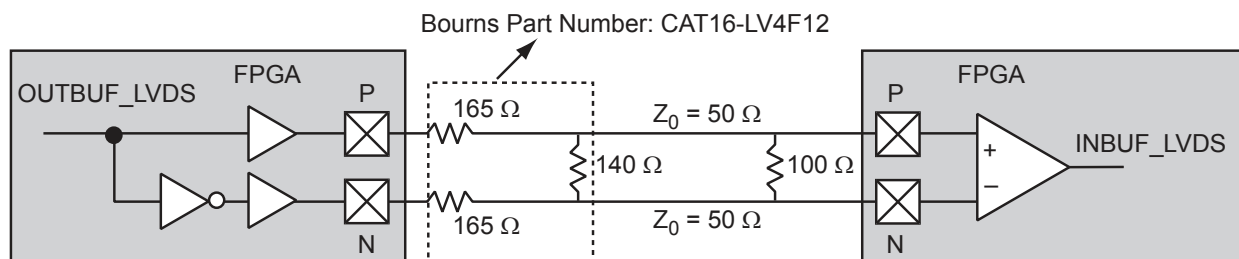 Bourns Part Number: CAT16-LV4F12
FPGA
FPGA
OUTBUF_LVDS
P
165 Ω
Z0 = 50 Ω
P
140 Ω
100 Ω
+
−
INBUF_LVDS
165 Ω
Z0 = 50 Ω
N
N